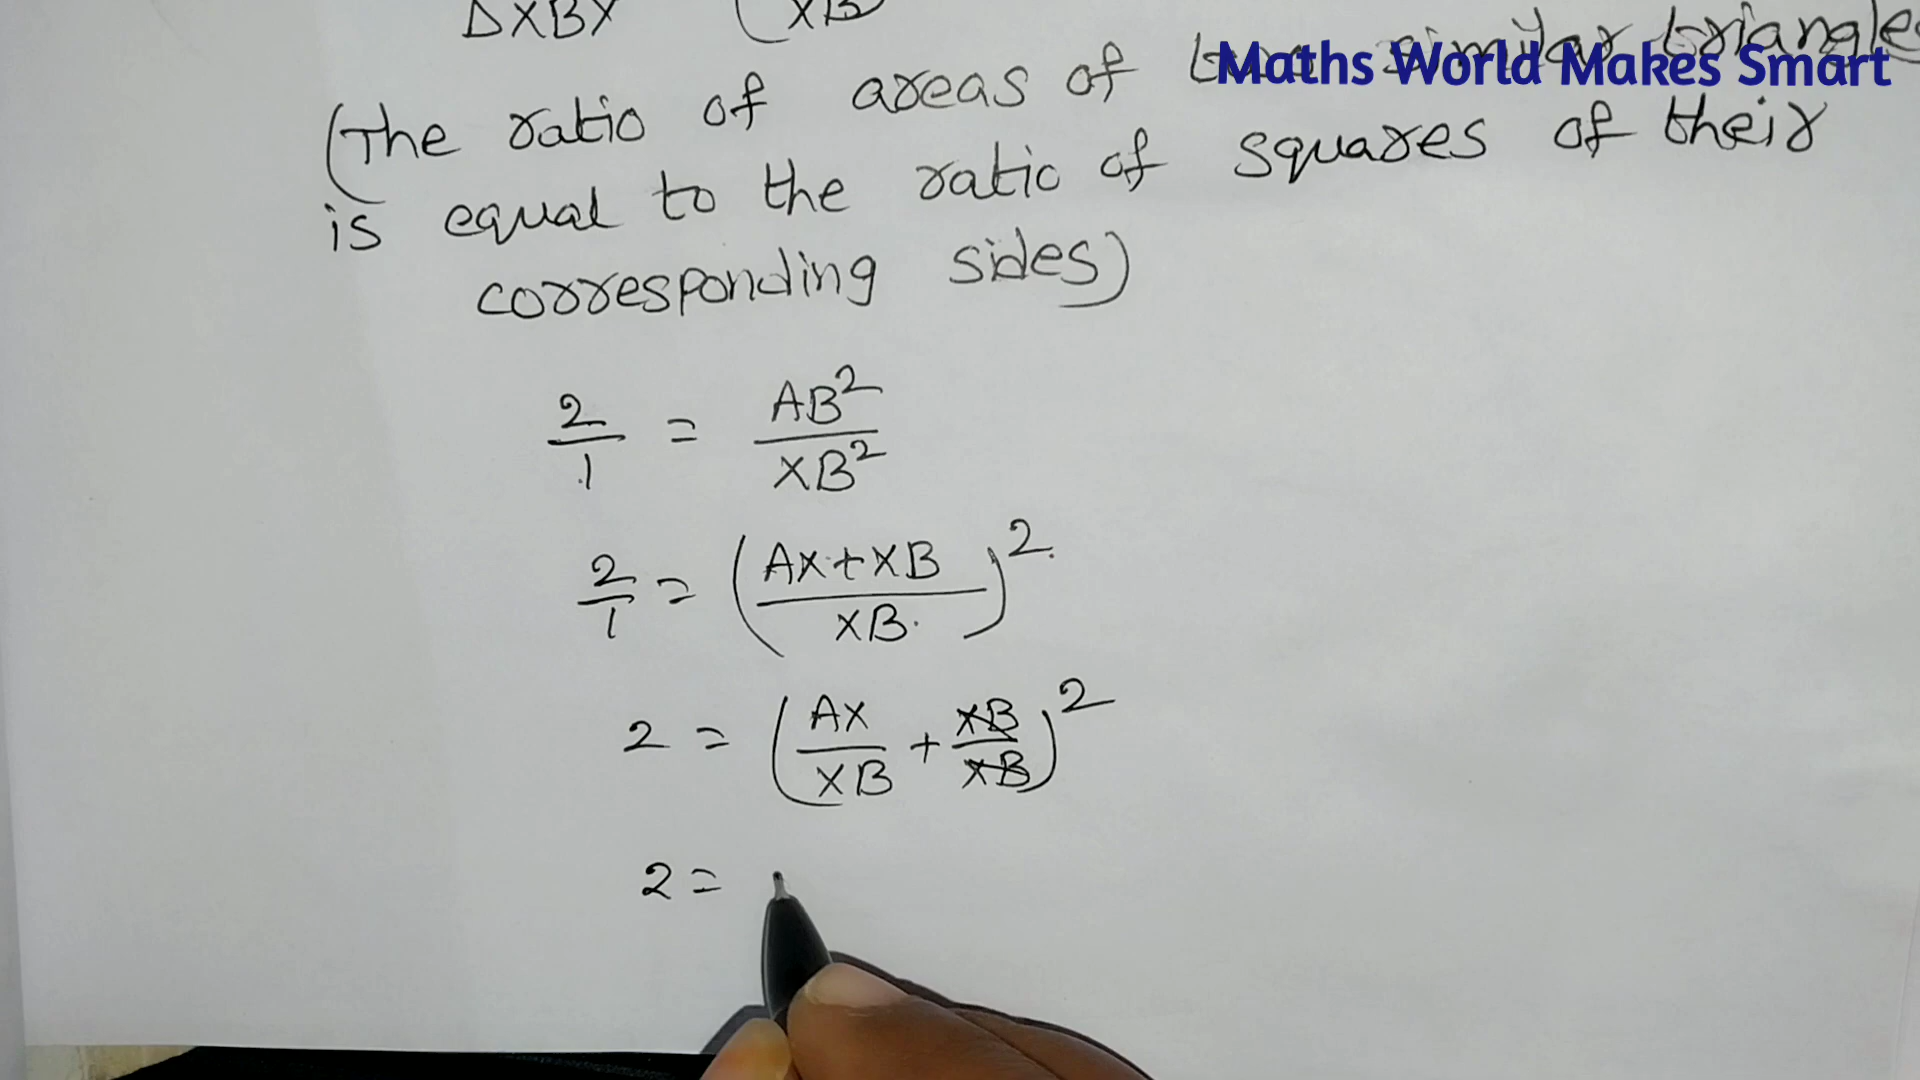 ΔXBY (XB
Maths World Makes Smart
(The ratio of areas of two similar triangles
is equal to the ratio of squares of their
corresponding sides)
2/1 = AB²/XB²
2/1 = (AX+XB/XB)²
2 = (AX/XB + XB/XB)²
2 =